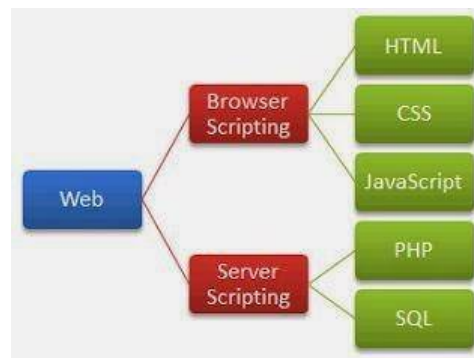 Web
Browser
Scripting
HTML
CSS
JavaScript
Server
Scripting
PHP
SQL